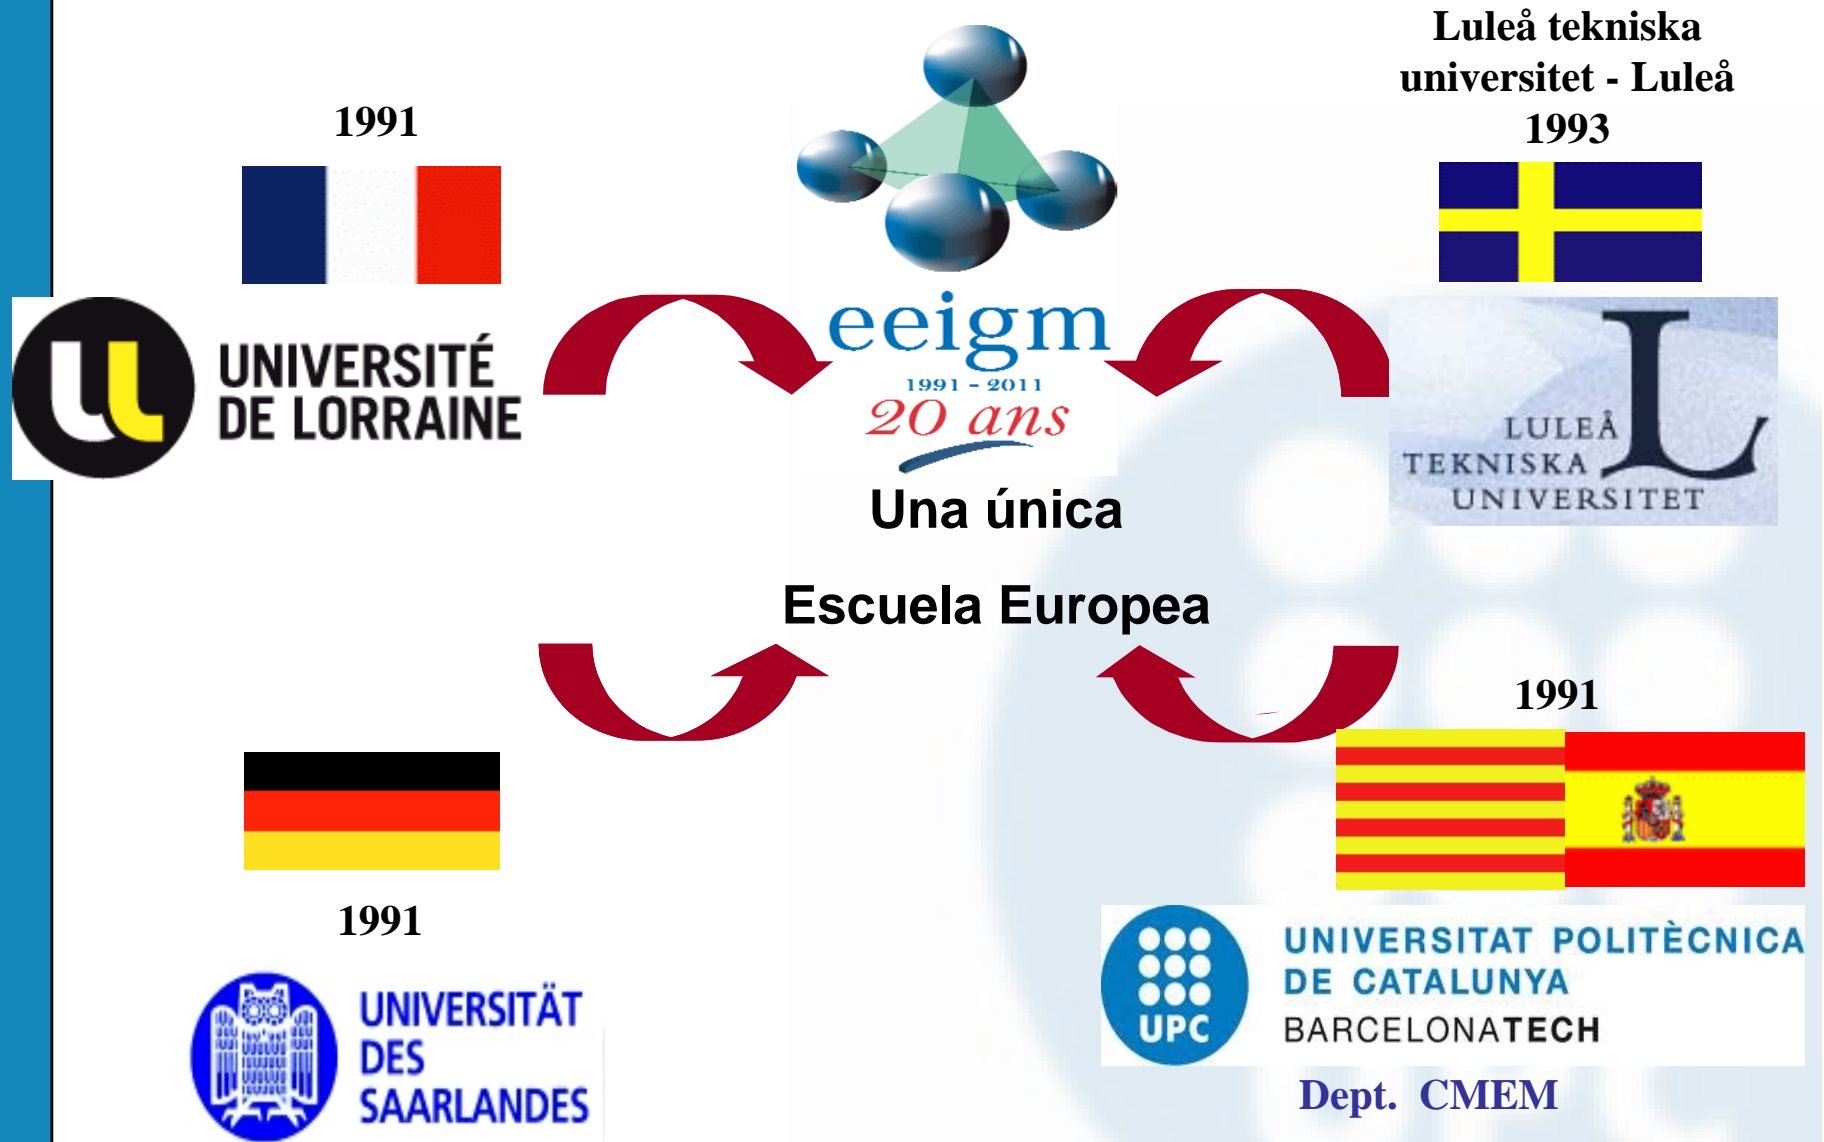 Luleå tekniska
universitet - Luleå
1993
1991
UNIVERSITÉ
DE LORRAINE
eeigm
1991 - 2011
20 ans
LULEÅ
TEKNISKA
UNIVERSITET
L
Una única
Escuela Europea
1991
1991
UNIVERSITÄT
DES
SAARLANDES
UPC
UNIVERSITAT POLITÈCNICA
DE CATALUNYA
BARCELONATECH
Dept. CMEM